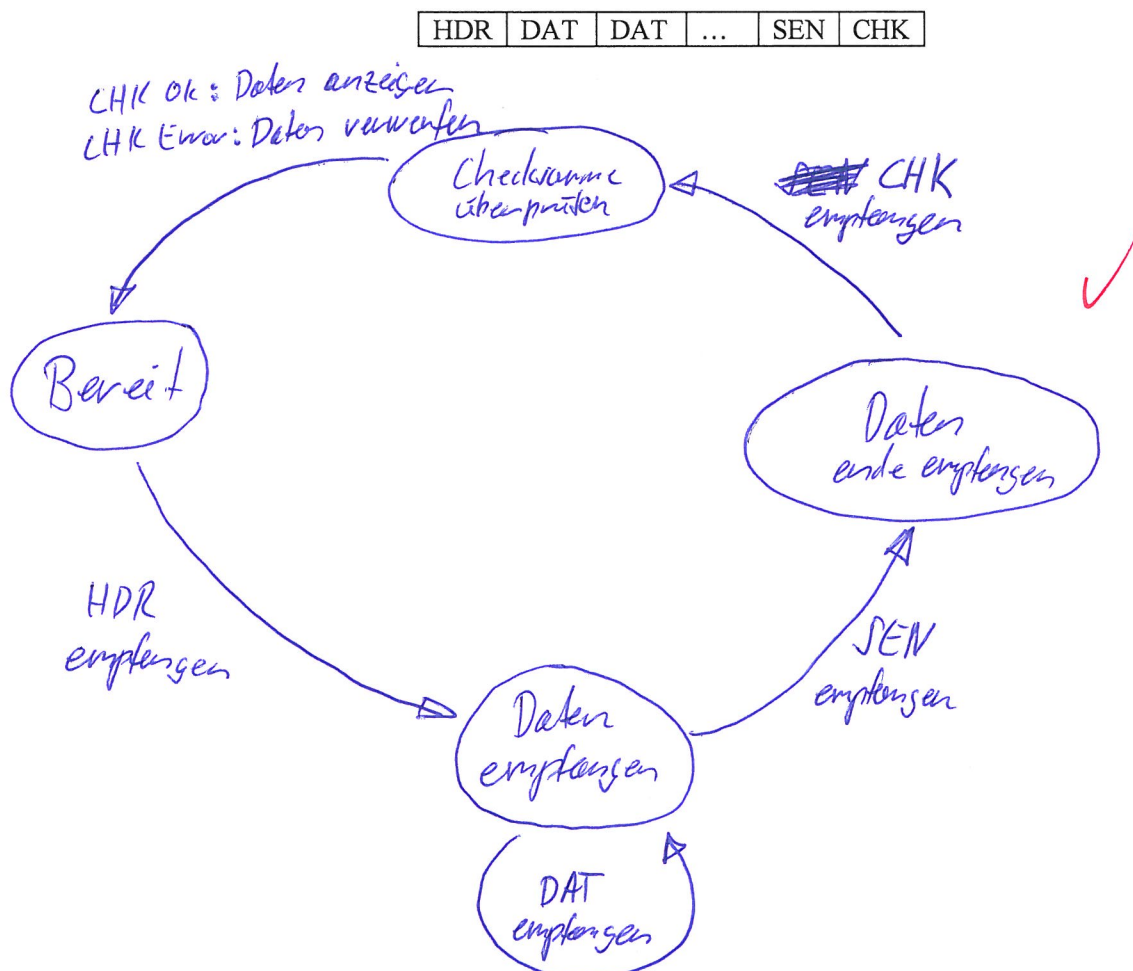 HDR DAT DAT ... SEN CHK
CHK Ok: Daten anzeigen
CHK Error: Daten verwerfen
Checksumme
überprüfen
CHK
empfangen
Bereit
Daten
ende empfangen
HDR
empfangen
SEN
empfangen
Daten
empfangen
DAT
empfangen